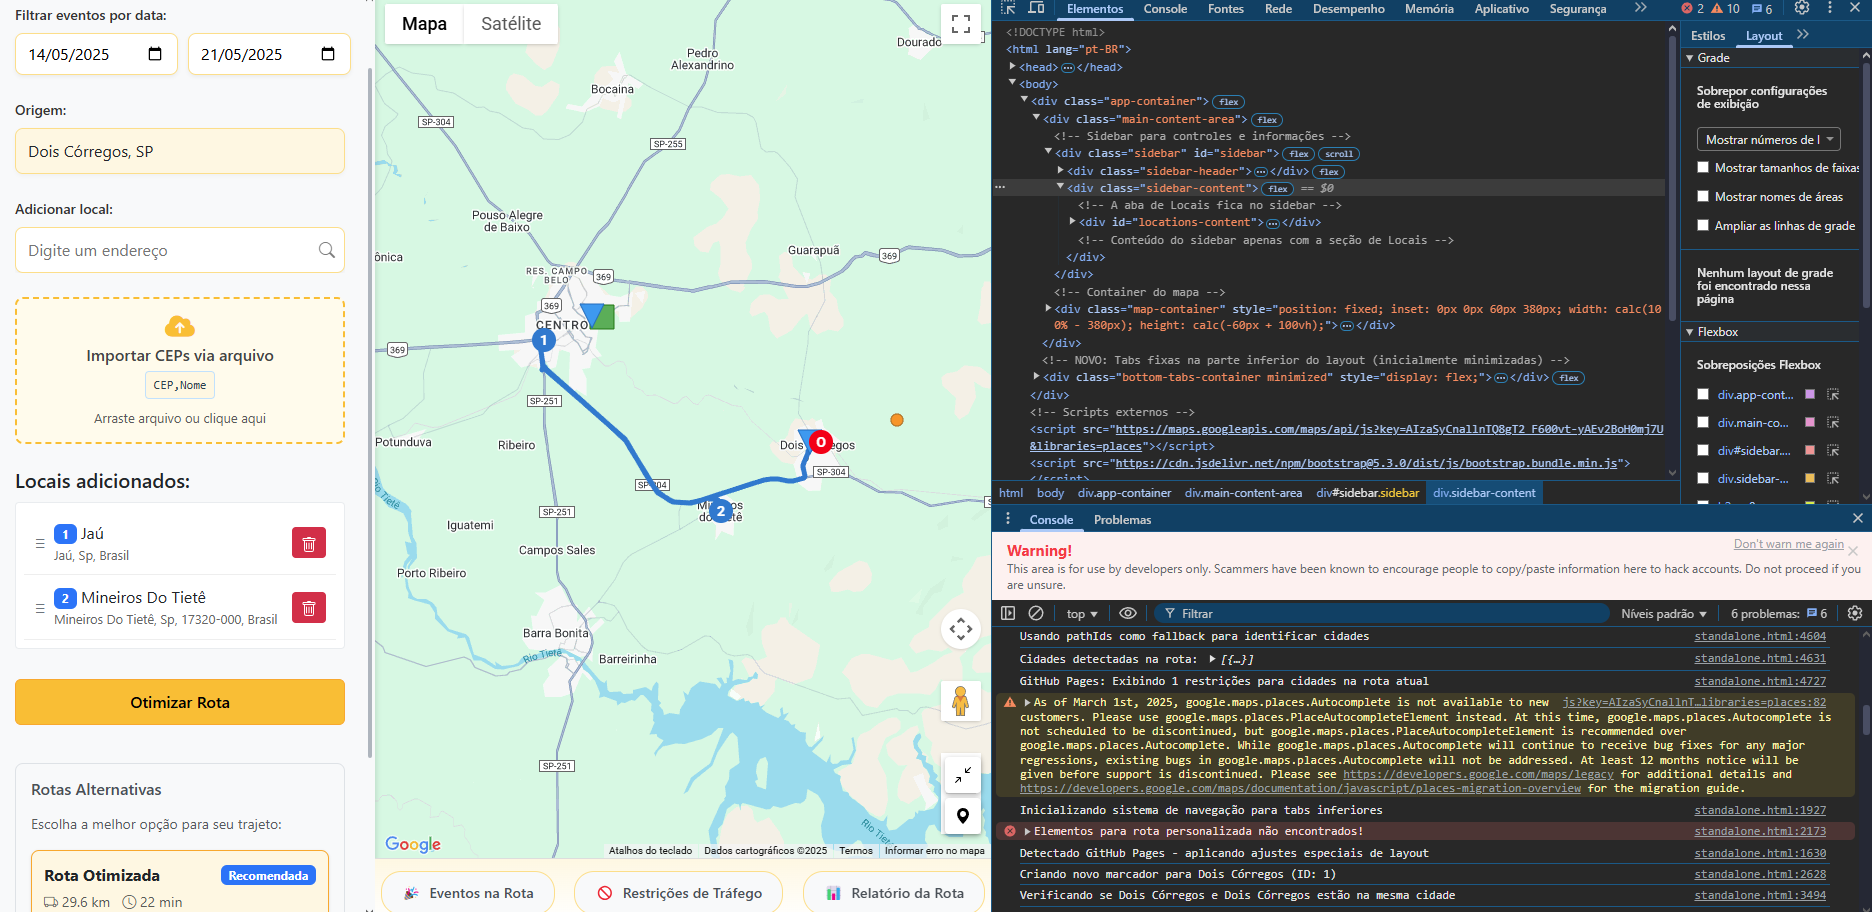 Filtrar eventos por data:
14/05/2025
21/05/2025
Origem:
Dois Córregos, SP
Adicionar local:
Digite um endereço
Importar CEPs via arquivo
CEP,Nome
Arraste arquivo ou clique aqui
Locais adicionados:
1 Jaú
Jaú, Sp, Brasil
2 Mineiros Do Tietê
Mineiros Do Tietê, Sp, 17320-000, Brasil
Otimizar Rota
Rotas Alternativas
Escolha a melhor opção para seu trajeto:
Rota Otimizada
Recomendada
29.6 km 22 min
Mapa
Satélite
Dourado
Pedro
Alexandrino
Bocaina
SP-304
SP-255
Pouso Alegre
de Baixo
Guarapuã
369
ônica
RES. CAMPO
BELO
369
369
CENTRO
1
369
SP-251
Potunduva
Ribeiro
Dois
gos
0
SP-304
SP-304
2
Rio Tietê
Iguatemi
SP-251
Campos Sales
Porto Ribeiro
Barra Bonita
Rio Tietê
Barreirinha
SP-251
Rio Tietê
Google
Atalhos do teclado
Dados cartográficos ©2025
Termos
Informar erro no mapa
Eventos na Rota
Restrições de Tráfego
Relatório da Rota
Elementos
Console
Fontes
Rede
Desempenho
Memória
Aplicativo
Segurança
2
10
6
<!DOCTYPE html>
<html lang="pt-BR">
<head></head>
<body>
<div class="app-container"> flex
<div class="main-content-area"> flex
<!-- Sidebar para controles e informações -->
<div class="sidebar" id="sidebar"> flex scroll
<div class="sidebar-header"></div> flex
<div class="sidebar-content"> flex == $0
<!-- A aba de Locais fica no sidebar -->
<div id="locations-content"></div>
<!-- Conteúdo do sidebar apenas com a seção de Locais -->
</div>
</div>
<!-- Container do mapa -->
<div class="map-container" style="position: fixed; inset: 0px 0px 60px 380px; width: calc(10
0% - 380px); height: calc(-60px + 100vh);"></div>
</div>
<!-- NOVO: Tabs fixas na parte inferior do layout (inicialmente minimizadas) -->
<div class="bottom-tabs-container minimized" style="display: flex;"></div> flex
</div>
<!-- Scripts externos -->
&libraries=places"></script>
<script src="https://cdn.jsdelivr.net/npm/bootstrap@5.3.0/dist/js/bootstrap.bundle.min.js">
html
body
div.app-container
div.main-content-area
div#sidebar.sidebar
div.sidebar-content
Estilos
Layout
Grade
Sobrepor configurações
de exibição
Mostrar números de l
Mostrar tamanhos de faixas
Mostrar nomes de áreas
Ampliar as linhas de grade
Nenhum layout de grade
foi encontrado nessa
página
Flexbox
Sobreposições Flexbox
div.app-cont...
div.main-co...
div#sidebar....
div.sidebar-...
Console
Problemas
Warning!
Don't warn me again
This area is for use by developers only. Scammers have been known to encourage people to copy/paste information here to hack accounts. Do not proceed if you
are unsure.
top
Filtrar
Níveis padrão
6 problemas: 6
Usando pathIds como fallback para identificar cidades
standalone.html:4604
Cidades detectadas na rota: [{…}]
standalone.html:4631
GitHub Pages: Exibindo 1 restrições para cidades na rota atual
standalone.html:4727
As of March 1st, 2025, google.maps.places.Autocomplete is not available to new
js?key=AIzaSyCnallnT…libraries=places:82
customers. Please use google.maps.places.PlaceAutocompleteElement instead. At this time, google.maps.places.Autocomplete is
not scheduled to be discontinued, but google.maps.places.PlaceAutocompleteElement is recommended over
google.maps.places.Autocomplete. While google.maps.places.Autocomplete will continue to receive bug fixes for any major
regressions, existing bugs in google.maps.places.Autocomplete will not be addressed. At least 12 months notice will be
given before support is discontinued. Please see https://developers.google.com/maps/legacy for additional details and
https://developers.google.com/maps/documentation/javascript/places-migration-overview for the migration guide.
Inicializando sistema de navegação para tabs inferiores
standalone.html:1927
Elementos para rota personalizada não encontrados!
standalone.html:2173
Detectado GitHub Pages - aplicando ajustes especiais de layout
standalone.html:1630
Criando novo marcador para Dois Córregos (ID: 1)
standalone.html:2628
Verificando se Dois Córregos e Dois Córregos estão na mesma cidade
standalone.html:3494